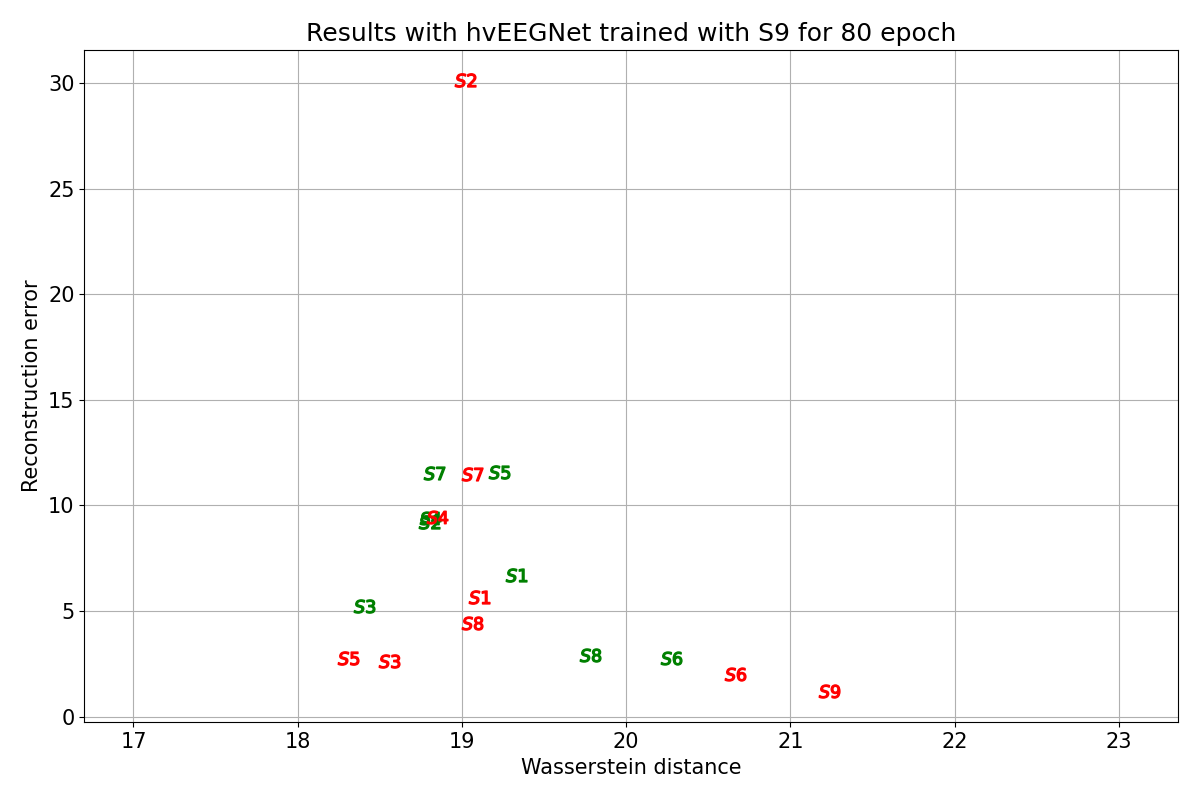 Results with hvEEGNet trained with S9 for 80 epoch
Reconstruction error
30
25
20
15
10
5
0
S2
S7
S7
S5
S4
S2
S1
S1
S3
S8
S5
S3
S8
S6
S6
S9
17
18
19
20
21
22
23
Wasserstein distance